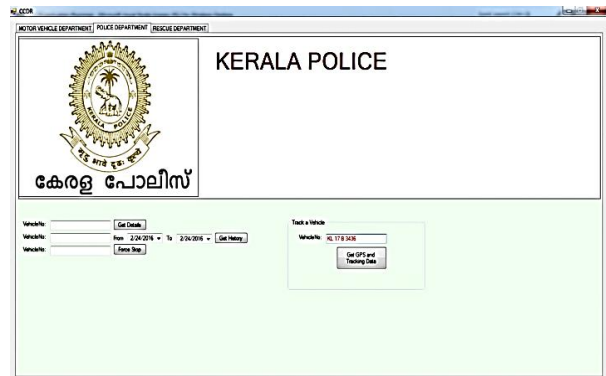 CCDR
MOTOR VEHICLE DEPARTMENT POLICE DEPARTMENT RESCUE DEPARTMENT
KERALA POLICE
KERALA POLICE
കേരള പോലീസ്
VehicleNo: Get Details
VehicleNo: From 2/24/2016 To 2/24/2016 Get History
VehicleNo: Force Stop
Track a Vehicle
VehicleNo: KL 17 B 3436
Get GPS and
Tracking Data